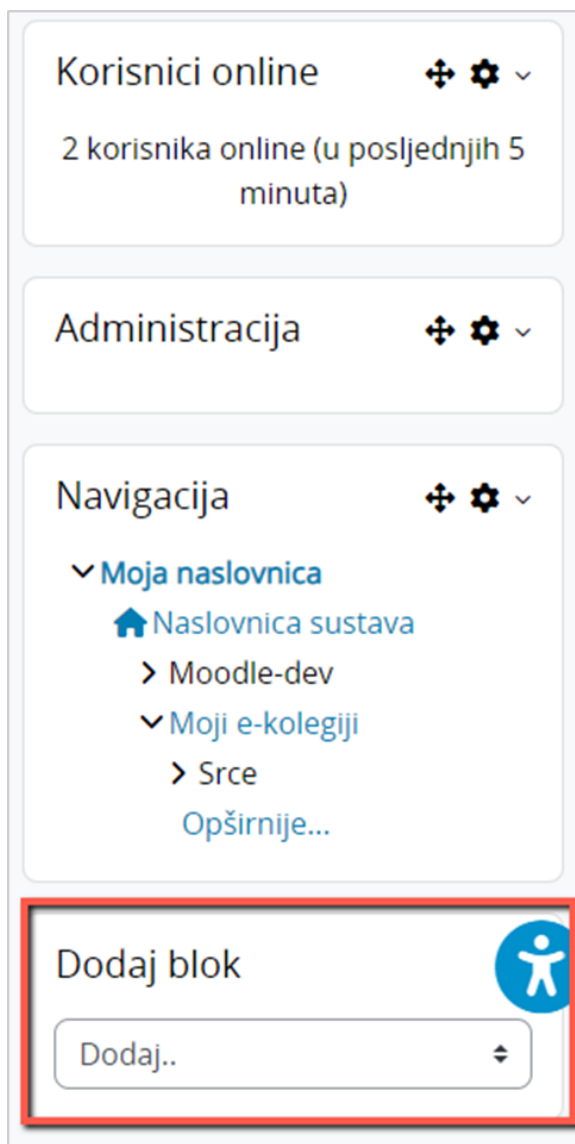 Korisnici online
2 korisnika online (u posljednjih 5
minuta)
Administracija
Navigacija
Moja naslovnica
Naslovnica sustava
Moodle-dev
Moji e-kolegiji
Srce
Opširnije...
Dodaj blok
Dodaj..